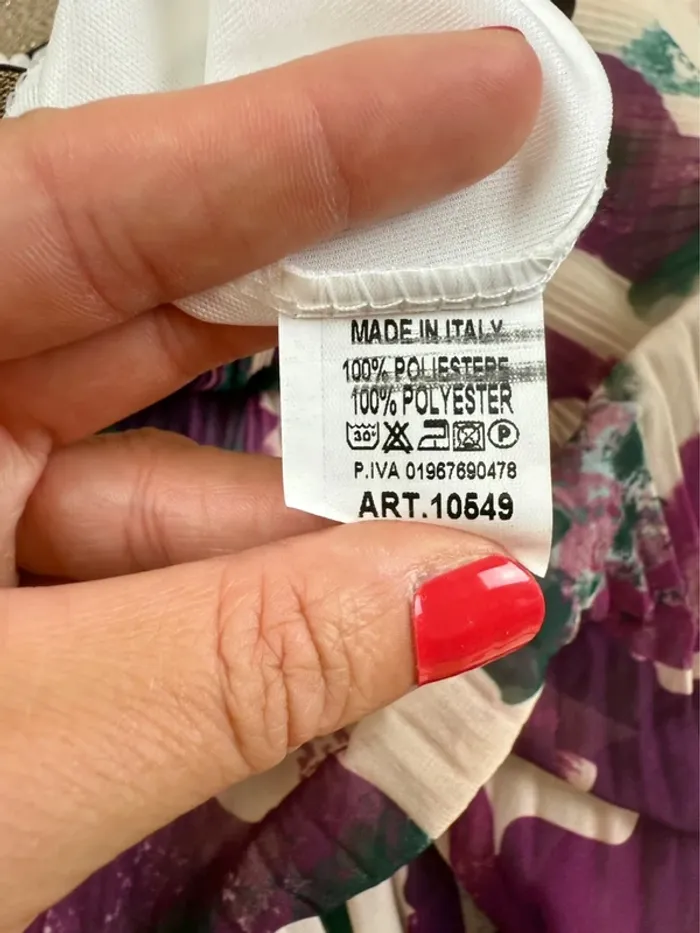 MADE IN ITALY
100% POLIESTERE
100% POLYESTER
30° P
P.IVA 01967690478
ART.10549